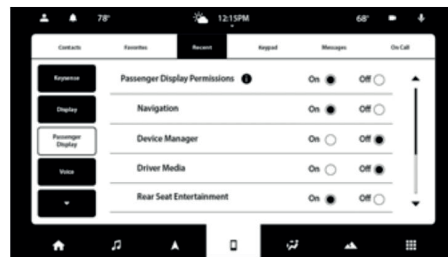 78° 12:15PM 68°
Contacts Favorites Recent Keypad Messages On Call
Keysense
Passenger Display Permissions i On Off
Display
Navigation On Off
Passenger
Display
Device Manager On Off
Voice
Driver Media On Off
Rear Seat Entertainment On Off